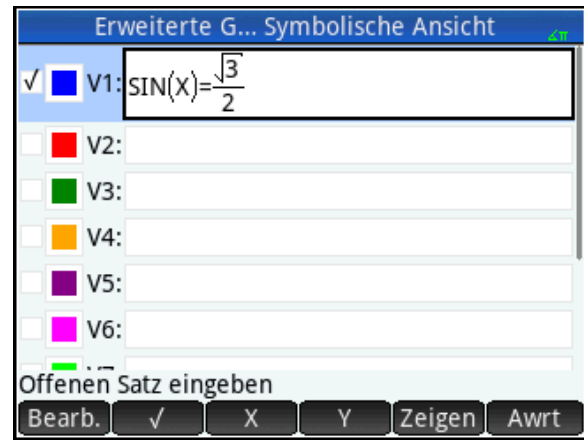 Erweiterte G... Symbolische Ansicht ∡π
√ V1: SIN(X)=√3/2
V2:
V3:
V4:
V5:
V6:
Offenen Satz eingeben
Bearb. √ X Y Zeigen Awrt